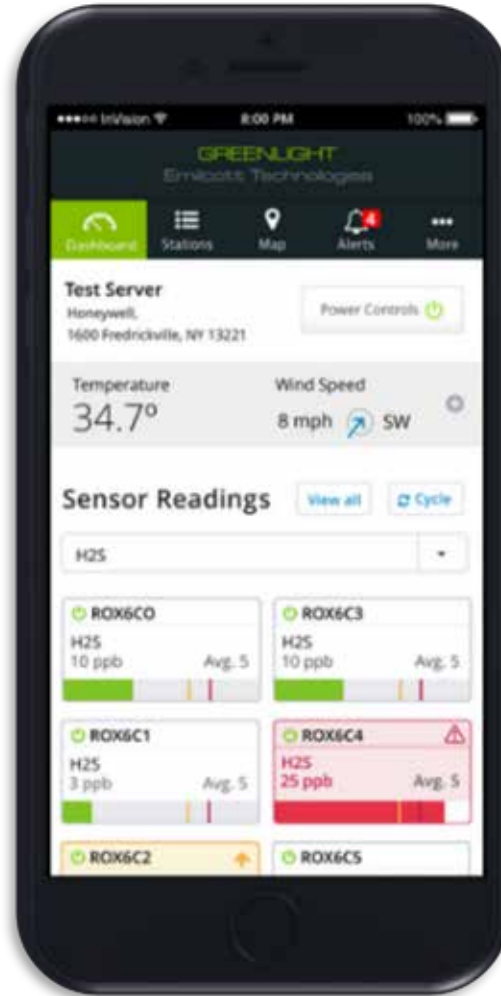 InVision 8:00 PM 100%
GREENLIGHT
Emilcott Technologies
Dashboard Stations Map 4 Alerts More
Test Server
Honeywell,
1600 Fredrickville, NY 13221
Power Controls
Temperature Wind Speed
34.7° 8 mph SW
Sensor Readings View all Cycle
H2S
ROX6C0 ROX6C3
H2S H2S
10 ppb Avg. 5 10 ppb Avg. 5
ROX6C1 ROX6C4
H2S H2S
3 ppb Avg. 5 25 ppb Avg. 5
ROX6C2 ROX6C5